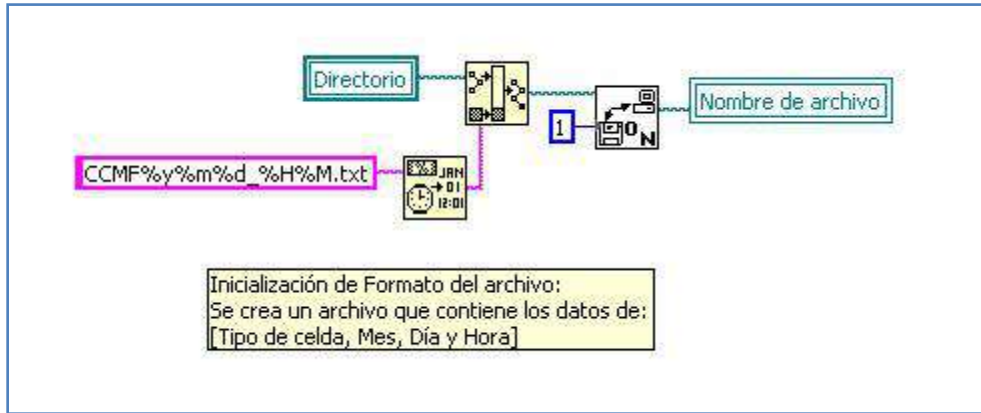 Directorio
1
Nombre de archivo
CCMF%y%m%d_%H%M.txt
%
JAN
01
12:01
0
N
Inicialización de Formato del archivo:
Se crea un archivo que contiene los datos de:
[Tipo de celda, Mes, Día y Hora]